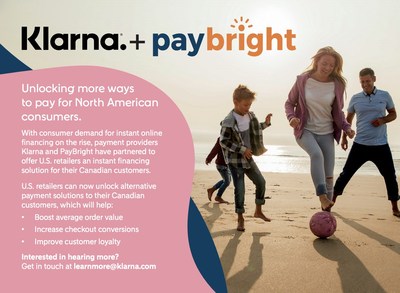 Klarna. + paybright
Unlocking more ways
to pay for North American
consumers.
With consumer demand for instant online
financing on the rise, payment providers
Klarna and PayBright have partnered to
offer U.S. retailers an instant financing
solution for their Canadian customers.
U.S. retailers can now unlock alternative
payment solutions to their Canadian
customers, which will help:
• Boost average order value
• Increase checkout conversions
• Improve customer loyalty
Interested in hearing more?
Get in touch at learnmore@klarna.com